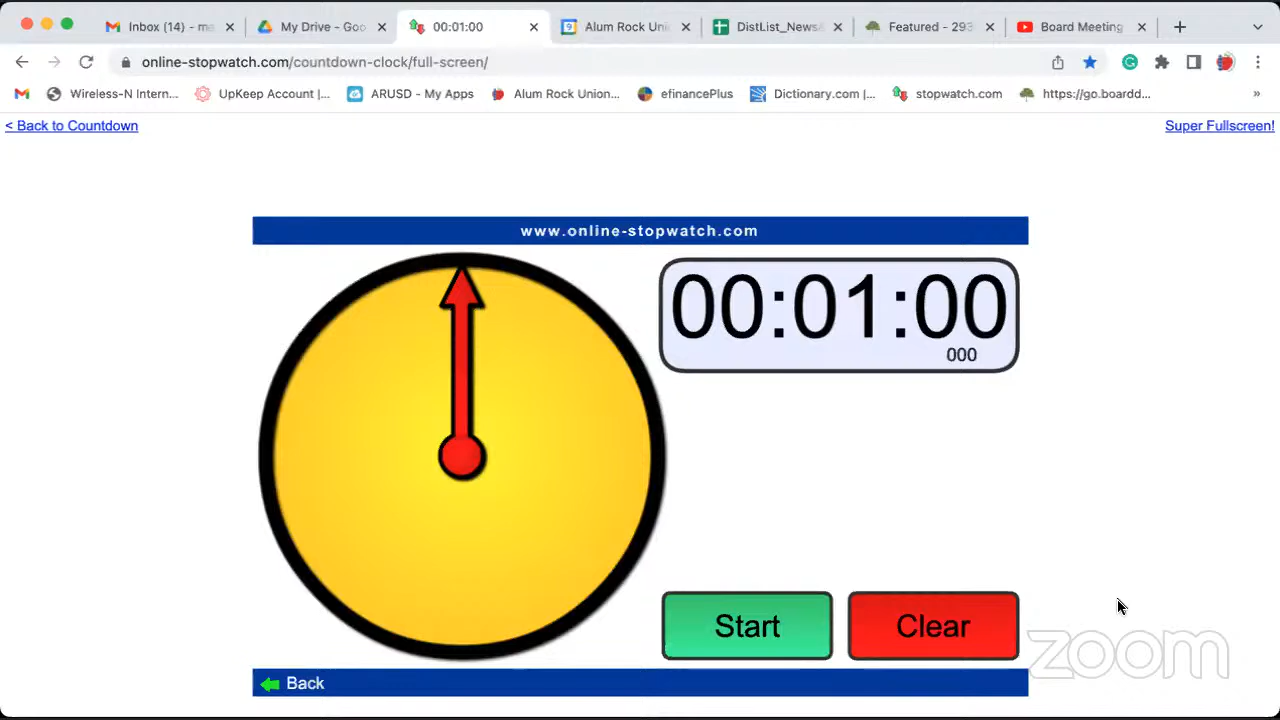 Inbox (14) - ma
My Drive - Goo
00:01:00
Alum Rock Uni
DistList_News&
Featured - 293
Board Meeting
online-stopwatch.com/countdown-clock/full-screen/
Wireless-N Intern...
UpKeep Account |...
ARUSD - My Apps
Alum Rock Union...
efinancePlus
Dictionary.com |...
stopwatch.com
https://go.boardd...
< Back to Countdown
Super Fullscreen!
www.online-stopwatch.com
00:01:00
000
Start
Clear
zoom
Back